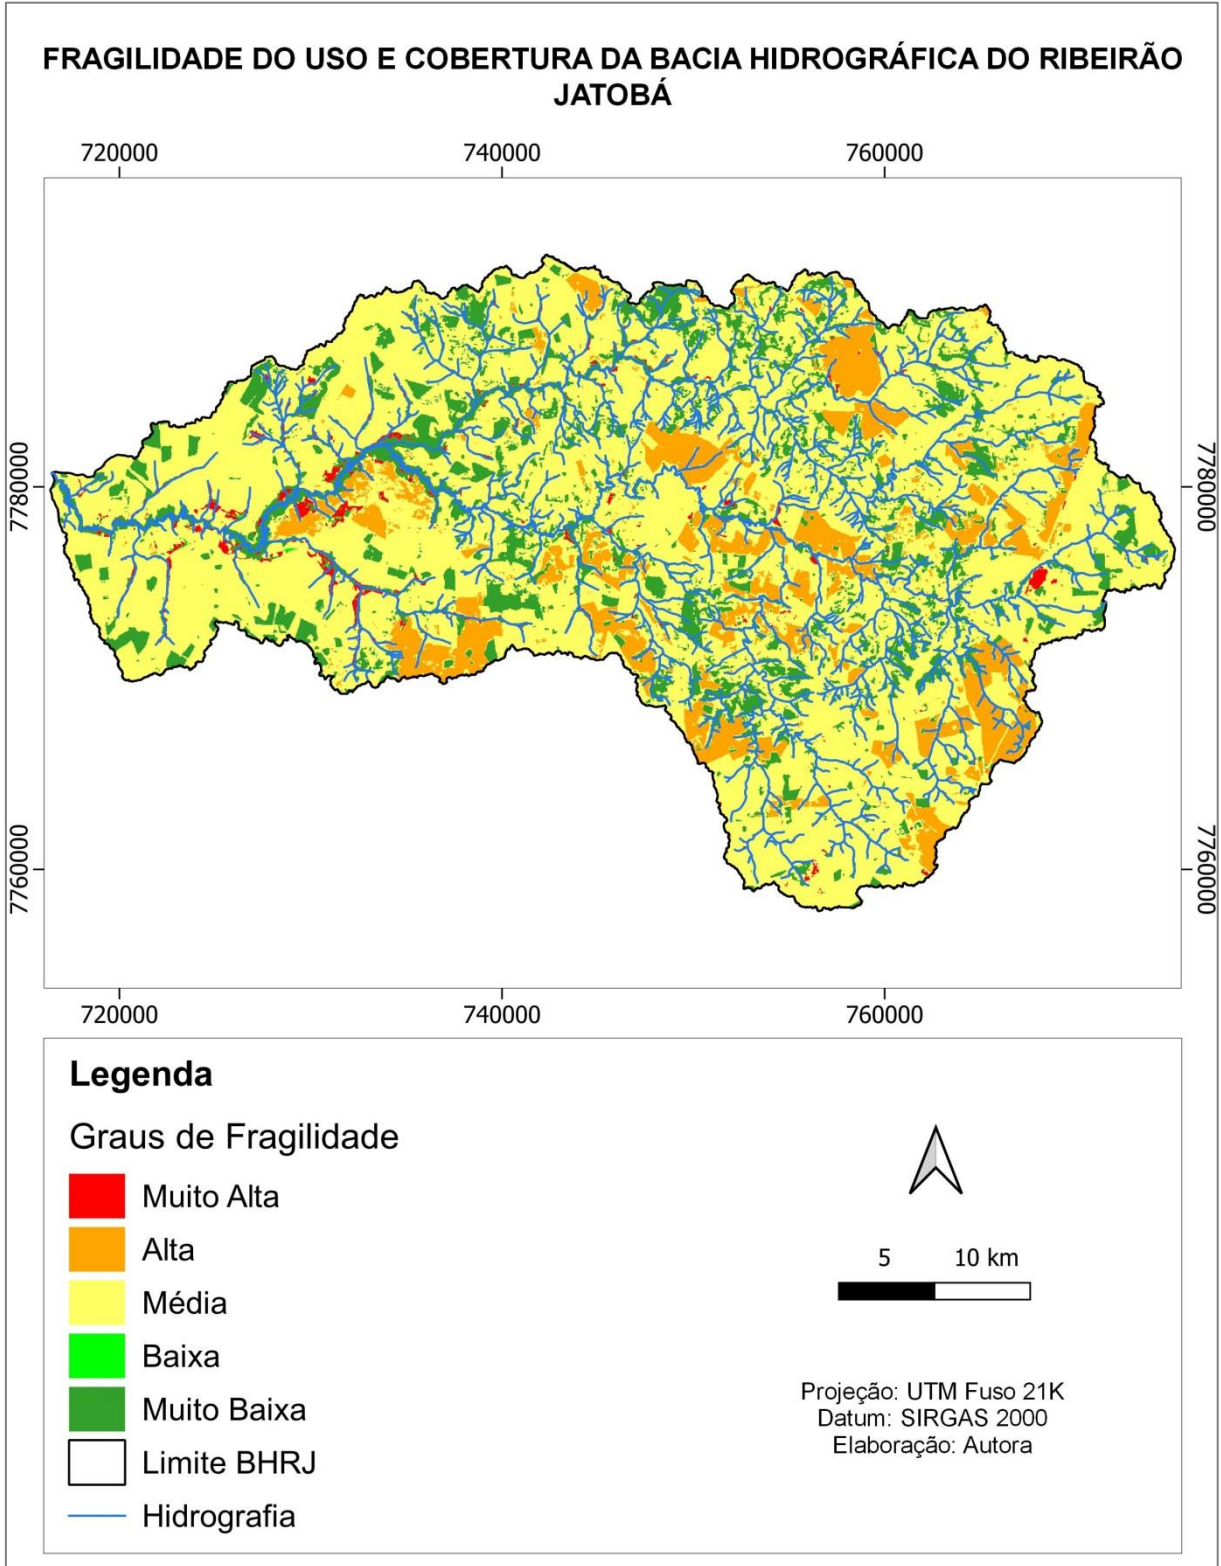 FRAGILIDADE DO USO E COBERTURA DA BACIA HIDROGRÁFICA DO RIBEIRÃO
JATOBÁ
720000 740000 760000
7780000 7780000
7760000 7760000
720000 740000 760000
Legenda
Graus de Fragilidade
Muito Alta
Alta
Média
Baixa
Muito Baixa
Limite BHRJ
Hidrografia
5 10 km
Projeção: UTM Fuso 21K
Datum: SIRGAS 2000
Elaboração: Autora